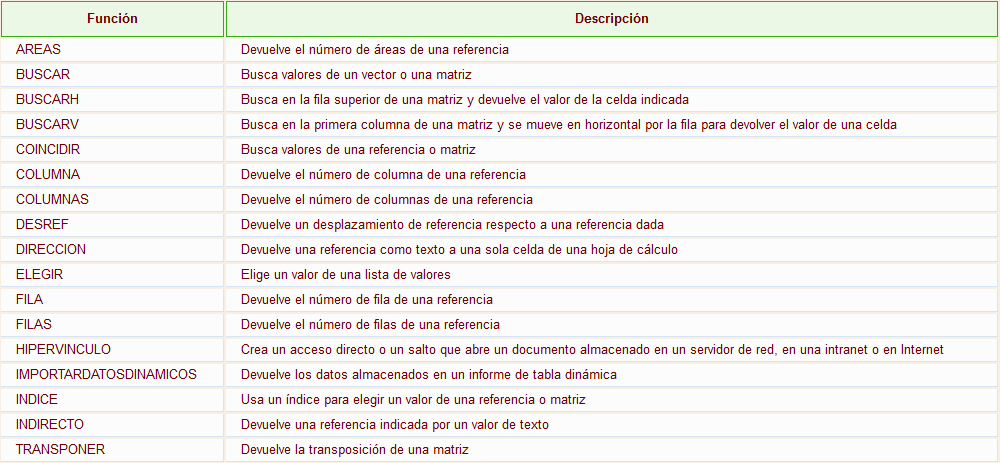 Función Descripción
AREAS Devuelve el número de áreas de una referencia
BUSCAR Busca valores de un vector o una matriz
BUSCARH Busca en la fila superior de una matriz y devuelve el valor de la celda indicada
BUSCARV Busca en la primera columna de una matriz y se mueve en horizontal por la fila para devolver el valor de una celda
COINCIDIR Busca valores de una referencia o matriz
COLUMNA Devuelve el número de columna de una referencia
COLUMNAS Devuelve el número de columnas de una referencia
DESREF Devuelve un desplazamiento de referencia respecto a una referencia dada
DIRECCION Devuelve una referencia como texto a una sola celda de una hoja de cálculo
ELEGIR Elige un valor de una lista de valores
FILA Devuelve el número de fila de una referencia
FILAS Devuelve el número de filas de una referencia
HIPERVINCULO Crea un acceso directo o un salto que abre un documento almacenado en un servidor de red, en una intranet o en Internet
IMPORTARDATOSDINAMICOS Devuelve los datos almacenados en un informe de tabla dinámica
INDICE Usa un índice para elegir un valor de una referencia o matriz
INDIRECTO Devuelve una referencia indicada por un valor de texto
TRANSPONER Devuelve la transposición de una matriz